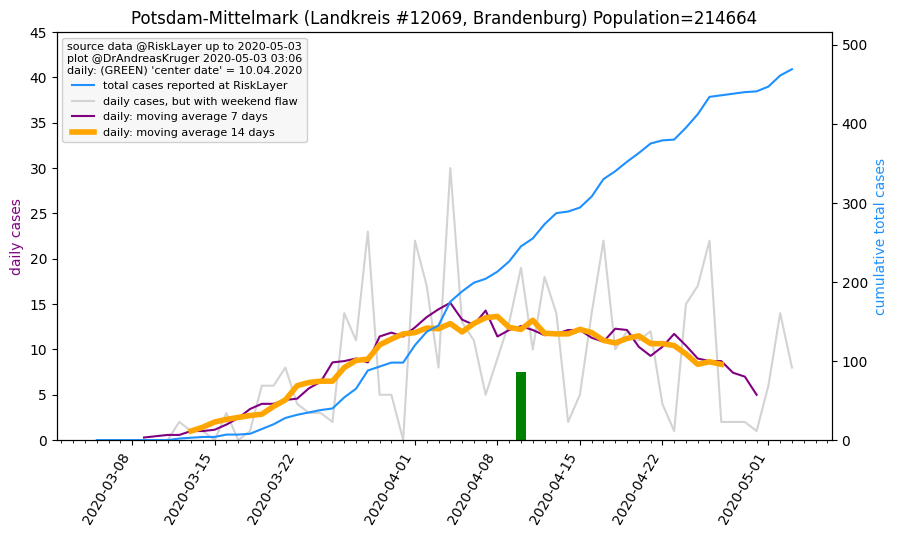 Potsdam-Mittelmark (Landkreis #12069, Brandenburg) Population=214664
source data @RiskLayer up to 2020-05-03
plot @DrAndreasKruger 2020-05-03 03:06
daily: (GREEN) 'center date' = 10.04.2020
total cases reported at RiskLayer
daily cases, but with weekend flaw
daily: moving average 7 days
daily: moving average 14 days
daily cases
45
40
35
30
25
20
15
10
5
0
cumulative total cases
500
400
300
200
100
0
2020-03-08
2020-03-15
2020-03-22
2020-04-01
2020-04-08
2020-04-15
2020-04-22
2020-05-01